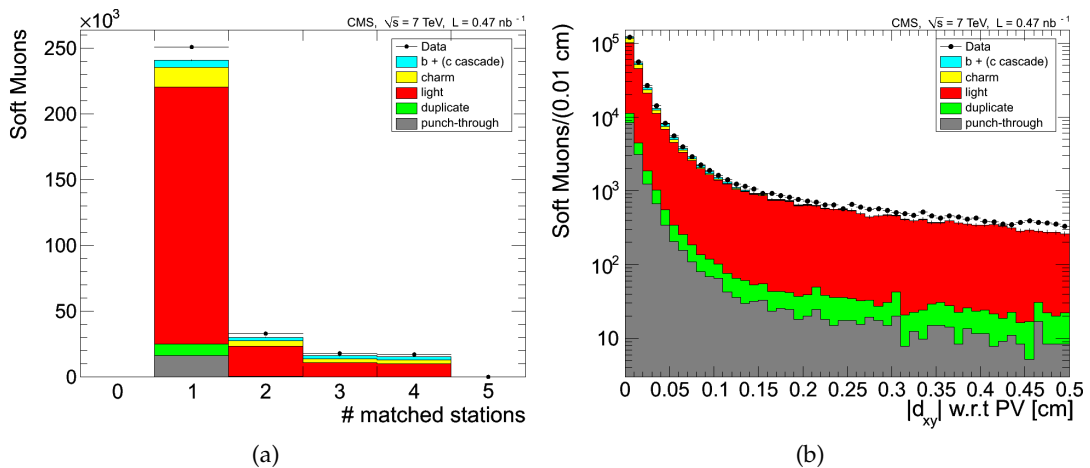 CMS, √s = 7 TeV, L = 0.47 nb⁻¹
×10³
Soft Muons
250
200
150
100
50
0
Data
b + (c cascade)
charm
light
duplicate
punch-through
0 1 2 3 4 5
# matched stations
(a)
CMS, √s = 7 TeV, L = 0.47 nb⁻¹
Soft Muons/(0.01 cm)
10⁵
10⁴
10³
10²
10
Data
b + (c cascade)
charm
light
duplicate
punch-through
0 0.05 0.1 0.15 0.2 0.25 0.3 0.35 0.4 0.45 0.5
|d_xy| w.r.t PV [cm]
(b)